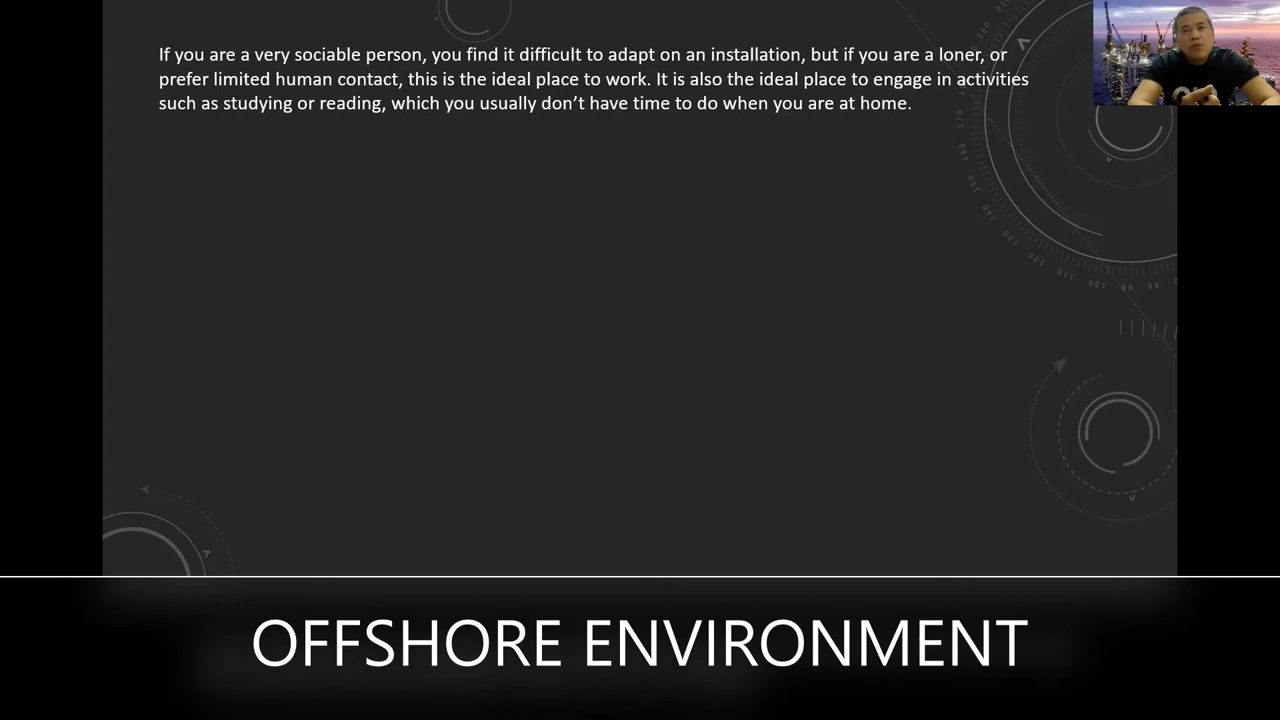 If you are a very sociable person, you find it difficult to adapt on an installation, but if you are a loner, or
prefer limited human contact, this is the ideal place to work. It is also the ideal place to engage in activities
such as studying or reading, which you usually don’t have time to do when you are at home.
OFFSHORE ENVIRONMENT